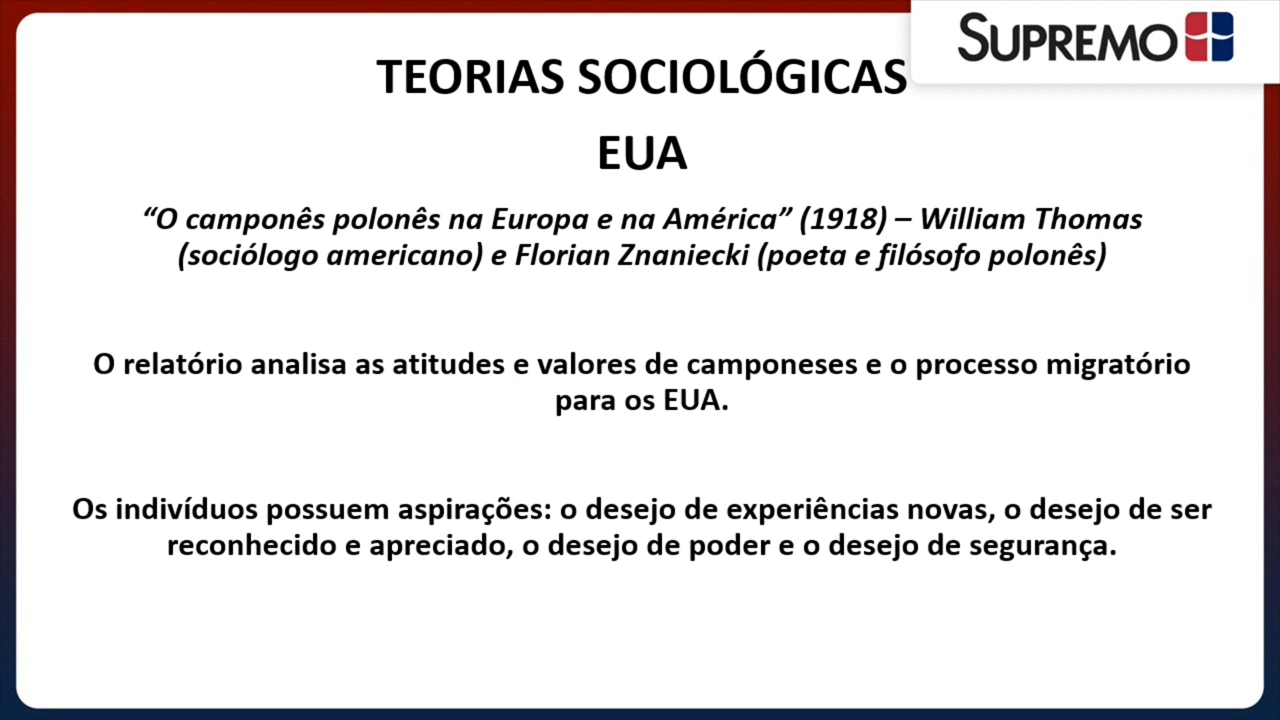 SUPREMO
TEORIAS SOCIOLÓGICAS
EUA
“O camponês polonês na Europa e na América” (1918) – William Thomas
(sociólogo americano) e Florian Znaniecki (poeta e filósofo polonês)
O relatório analisa as atitudes e valores de camponeses e o processo migratório
para os EUA.
Os indivíduos possuem aspirações: o desejo de experiências novas, o desejo de ser
reconhecido e apreciado, o desejo de poder e o desejo de segurança.